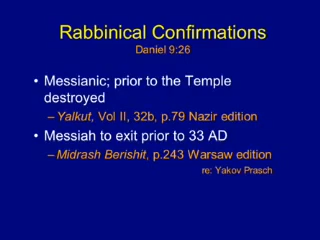 Rabbinical Confirmations
Daniel 9:26
• Messianic; prior to the Temple
destroyed
– Yalkut, Vol II, 32b, p.79 Nazir edition
• Messiah to exit prior to 33 AD
– Midrash Berishit, p.243 Warsaw edition
re: Yakov Prasch